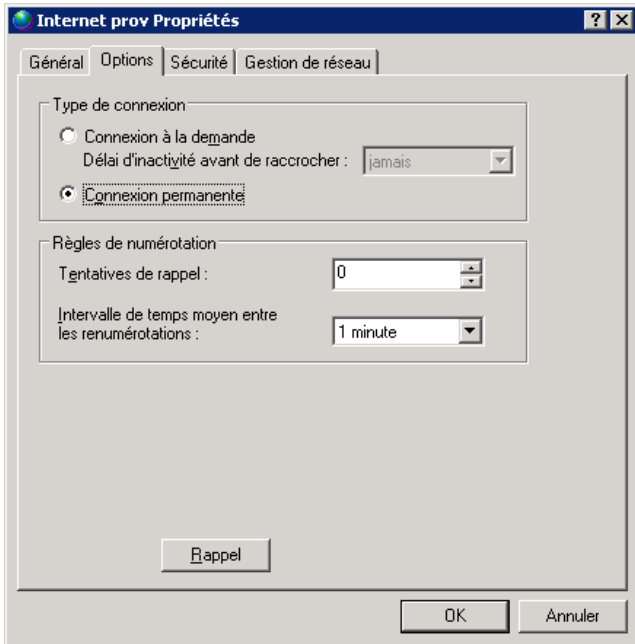 Internet prov Propriétés
Général Options Sécurité Gestion de réseau
Type de connexion
Connexion à la demande
Délai d'inactivité avant de raccrocher : jamais
Connexion permanente
Règles de numérotation
Tentatives de rappel : 0
Intervalle de temps moyen entre
les renumérotations : 1 minute
Rappel
OK Annuler